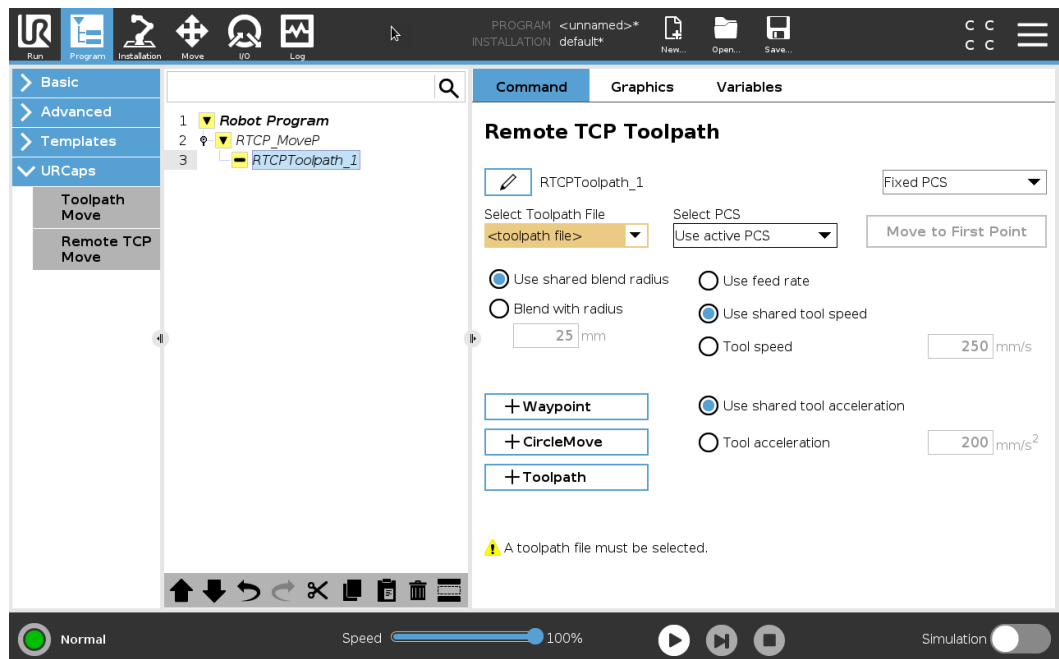 PROGRAM <unnamed>*
INSTALLATION default*
UR
Run
Program
Installation
Move
I/O
Log
New...
Open...
Save...
C C
C C
Basic
Advanced
Templates
URCaps
Toolpath
Move
Remote TCP
Move
1 Robot Program
2 RTCP_MoveP
3 RTCPToolpath_1
Command Graphics Variables
Remote TCP Toolpath
RTCPToolpath_1
Fixed PCS
Select Toolpath File
<toolpath file>
Select PCS
Use active PCS
Move to First Point
Use shared blend radius
Blend with radius
25 mm
Use feed rate
Use shared tool speed
Tool speed 250 mm/s
+ Waypoint
+ CircleMove
+ Toolpath
Use shared tool acceleration
Tool acceleration 200 mm/s²
A toolpath file must be selected.
Normal
Speed 100%
Simulation